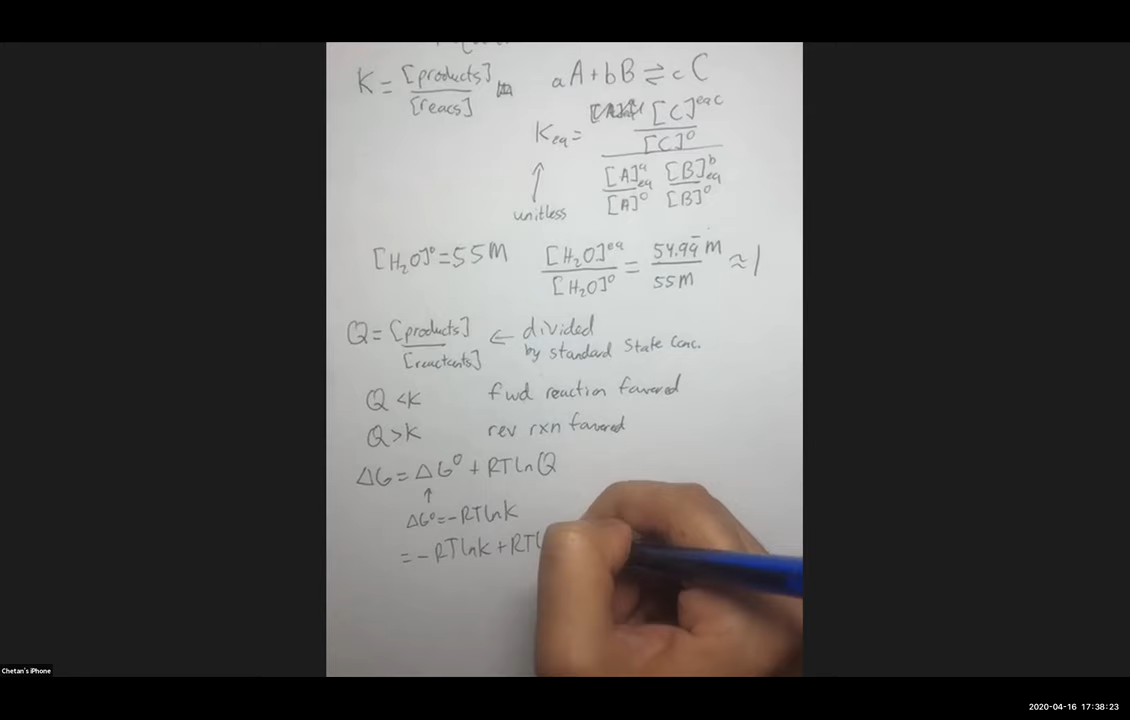 K = [products] / [reacs]
aA + bB ⇌ cC
Keq = [C]^eq c / [C]° / [A]^a eq / [A]° [B]^b eq / [B]°
unitless
[H₂O]° = 55M
[H₂O]^eq / [H₂O]° = 54.99̄ M / 55M ≈ 1
Q = [products] / [reactants] ← divided
by standard State Conc.
Q < K fwd reaction favored
Q > K rev rxn favored
ΔG = ΔG° + RT ln Q
↑
ΔG° = -RT ln K
= -RT ln K + RT
Chetan's iPhone
2020-04-16 17:38:23